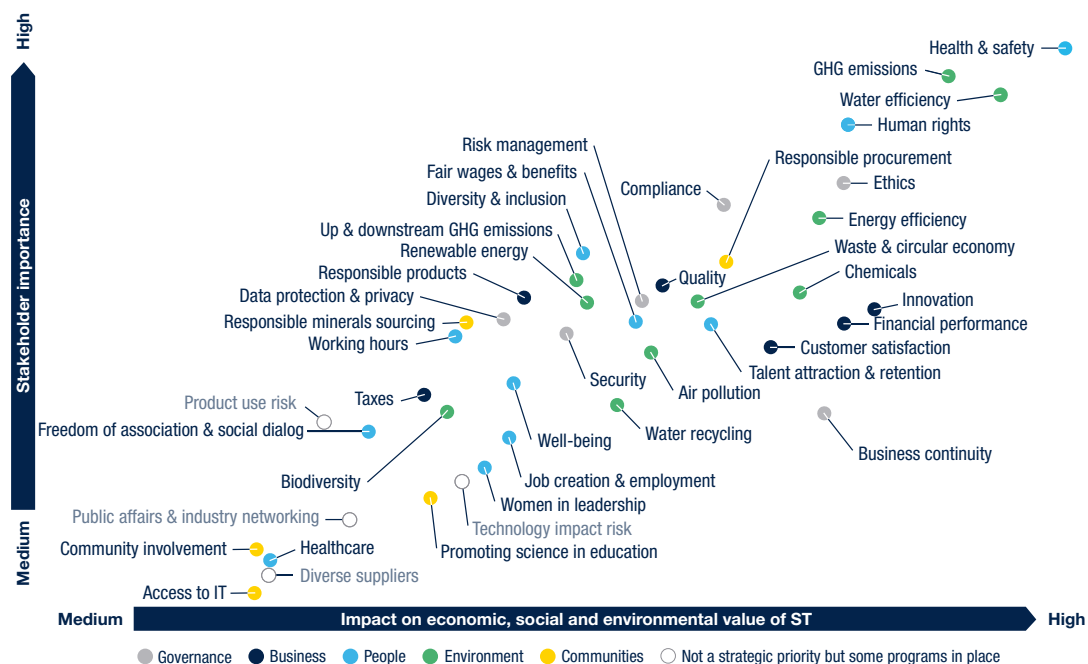 High
Stakeholder importance
Medium
Health & safety
GHG emissions
Water efficiency
Human rights
Risk management
Responsible procurement
Fair wages & benefits
Compliance
Ethics
Diversity & inclusion
Energy efficiency
Up & downstream GHG emissions
Waste & circular economy
Renewable energy
Responsible products
Quality
Chemicals
Data protection & privacy
Innovation
Responsible minerals sourcing
Financial performance
Working hours
Customer satisfaction
Security
Talent attraction & retention
Air pollution
Taxes
Product use risk
Freedom of association & social dialog
Well-being
Water recycling
Business continuity
Biodiversity
Job creation & employment
Women in leadership
Public affairs & industry networking
Technology impact risk
Community involvement
Healthcare
Promoting science in education
Diverse suppliers
Access to IT
Medium
Impact on economic, social and environmental value of ST
High
Governance
Business
People
Environment
Communities
Not a strategic priority but some programs in place